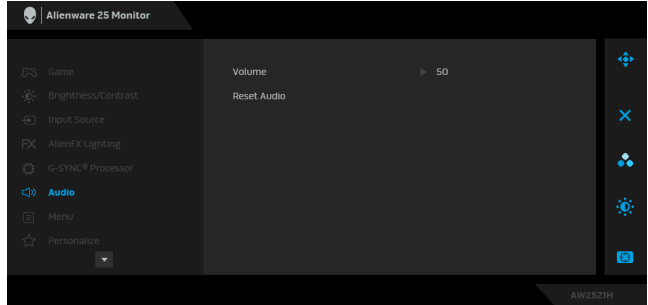 Alienware 25 Monitor
Game
Brightness/Contrast
Input Source
FX AlienFX Lighting
G-SYNC® Processor
Audio
Menu
Personalize
Volume 50
Reset Audio
AW2521H